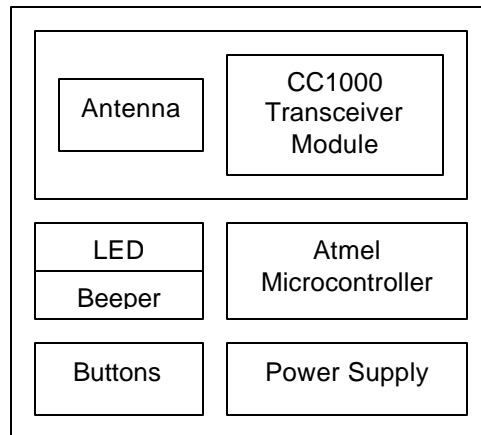 Antenna
CC1000
Transceiver
Module
LED
Beeper
Atmel
Microcontroller
Buttons
Power Supply